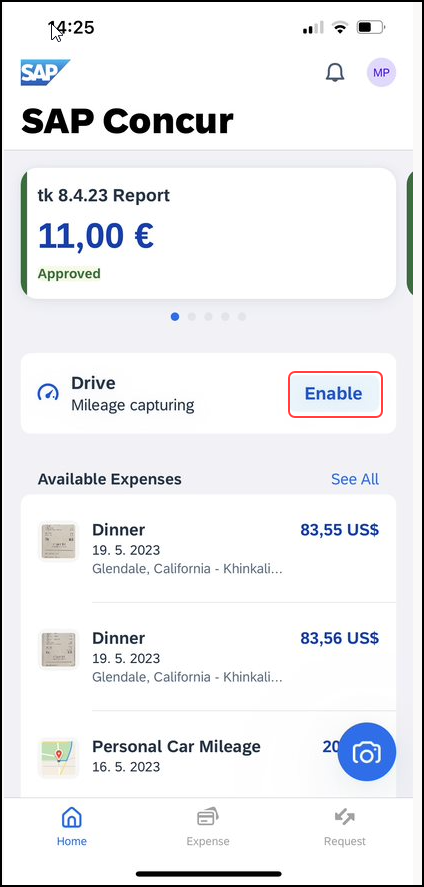 14:25
SAP
MP
SAP Concur
tk 8.4.23 Report
11,00 €
Approved
Drive
Mileage capturing
Enable
Available Expenses
See All
Dinner
83,55 US$
19. 5. 2023
Glendale, California - Khinkali...
Dinner
83,56 US$
19. 5. 2023
Glendale, California - Khinkali...
Personal Car Mileage
20
16. 5. 2023
Home
Expense
Request